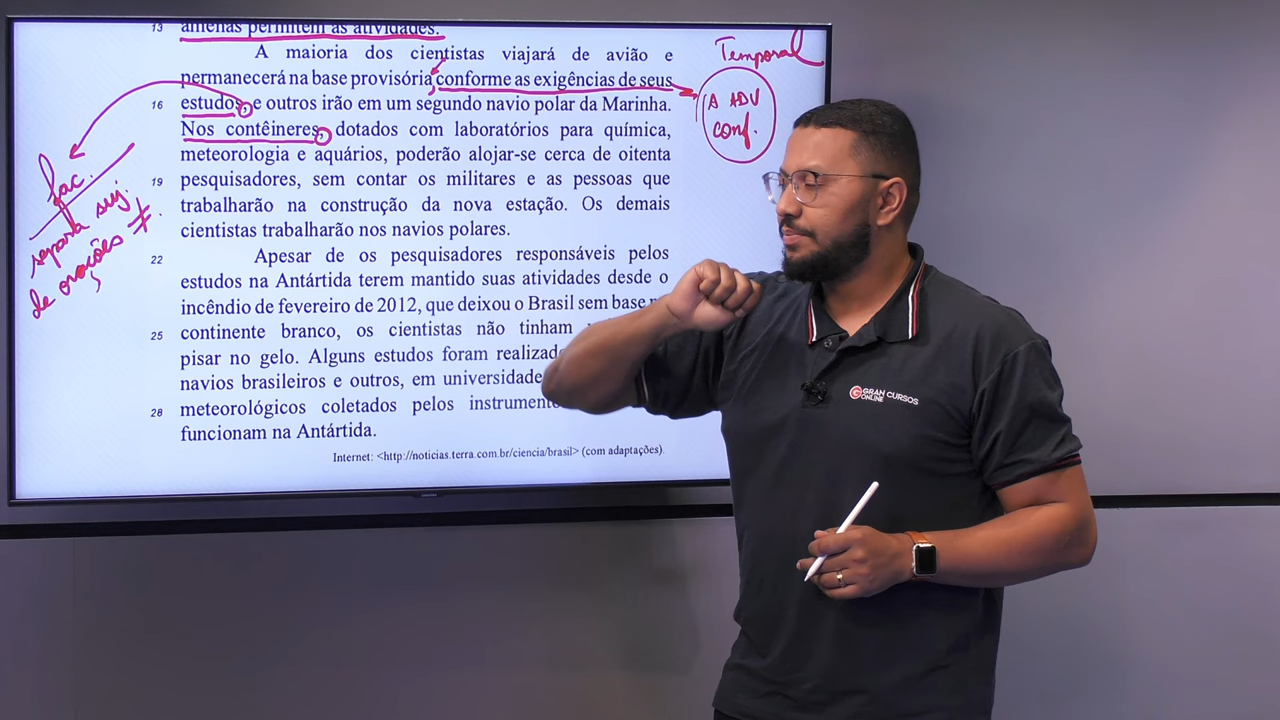 13 amenas permitem as atividades.
A maioria dos cientistas viajará de avião e
permanecerá na base provisória, conforme as exigências de seus
16 estudos, e outros irão em um segundo navio polar da Marinha.
Nos contêineres, dotados com laboratórios para química,
meteorologia e aquários, poderão alojar-se cerca de oitenta
19 pesquisadores, sem contar os militares e as pessoas que
trabalharão na construção da nova estação. Os demais
cientistas trabalharão nos navios polares.
22 Apesar de os pesquisadores responsáveis pelos
estudos na Antártida terem mantido suas atividades desde o
incêndio de fevereiro de 2012, que deixou o Brasil sem base
25 continente branco, os cientistas não tinham
pisar no gelo. Alguns estudos foram
navios brasileiros e outros, em
28 meteorológicos coletados pelos
funcionam na Antártida.
Internet: <http://noticias.terra.com.br/ciencia/brasil> (com adaptações).
Temporal
A ADV
conf.
fac.
separa suj.
de orações ≠.
GRAN CURSOS
ONLINE